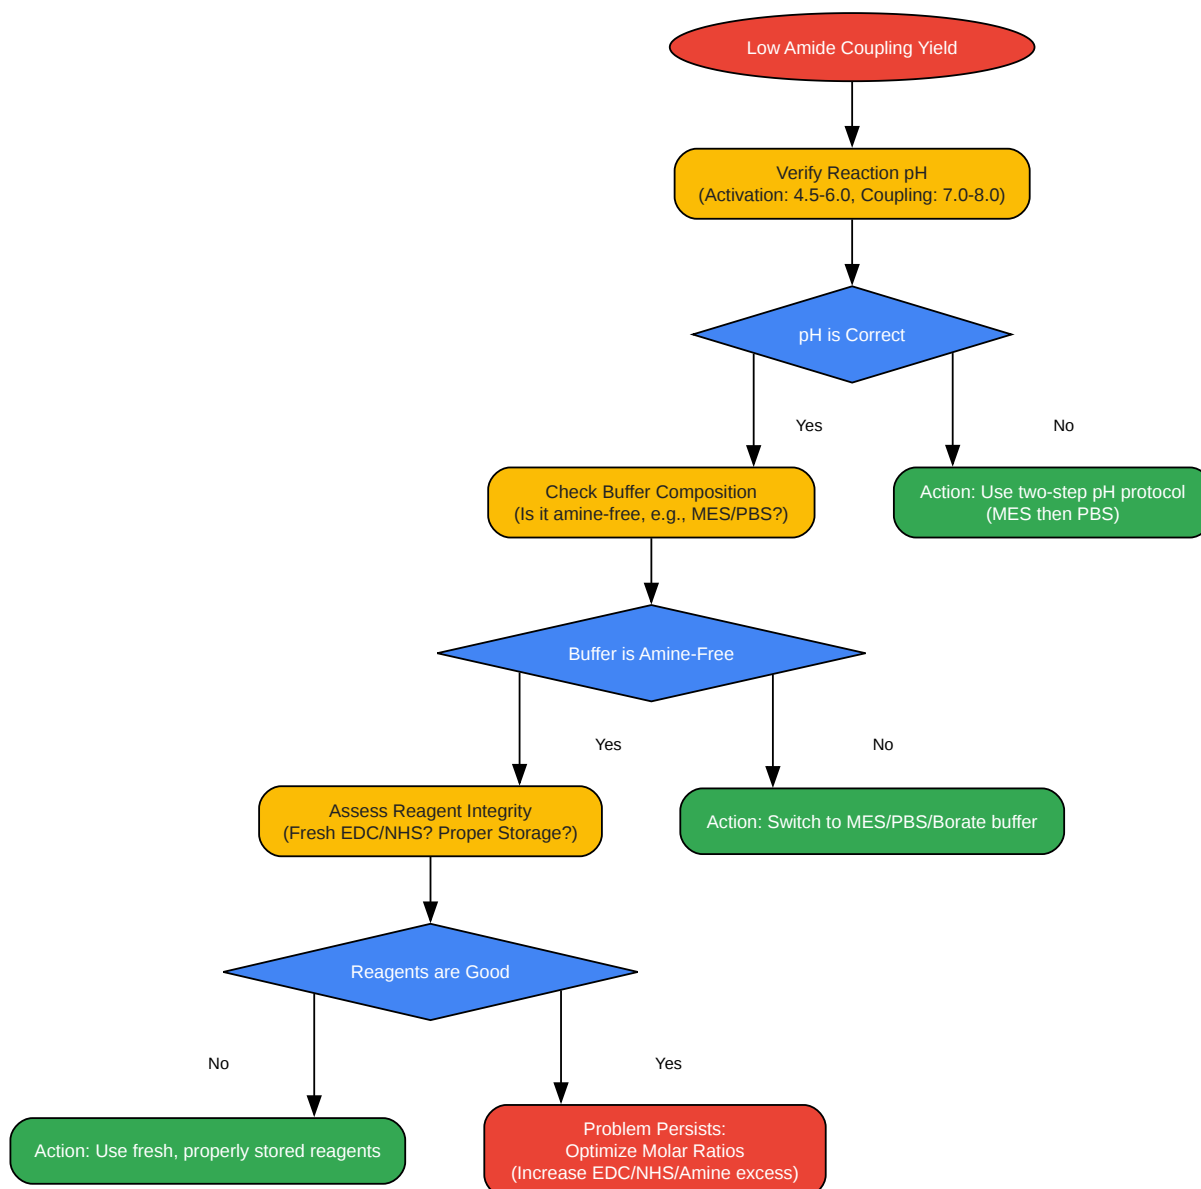 Low Amide Coupling Yield
Verify Reaction pH
(Activation: 4.5-6.0, Coupling: 7.0-8.0)
pH is Correct
Yes
No
Check Buffer Composition
(Is it amine-free, e.g., MES/PBS?)
Action: Use two-step pH protocol
(MES then PBS)
Buffer is Amine-Free
Yes
No
Assess Reagent Integrity
(Fresh EDC/NHS? Proper Storage?)
Action: Switch to MES/PBS/Borate buffer
Reagents are Good
No
Yes
Action: Use fresh, properly stored reagents
Problem Persists:
Optimize Molar Ratios
(Increase EDC/NHS/Amine excess)